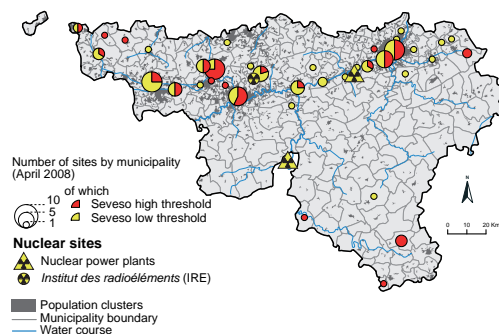 Number of sites by municipality
(April 2008)
of which
10
5
1
Seveso high threshold
Seveso low threshold
Nuclear sites
Nuclear power plants
Institut des radioéléments (IRE)
Population clusters
Municipality boundary
Water course
N
0 10 20 Km